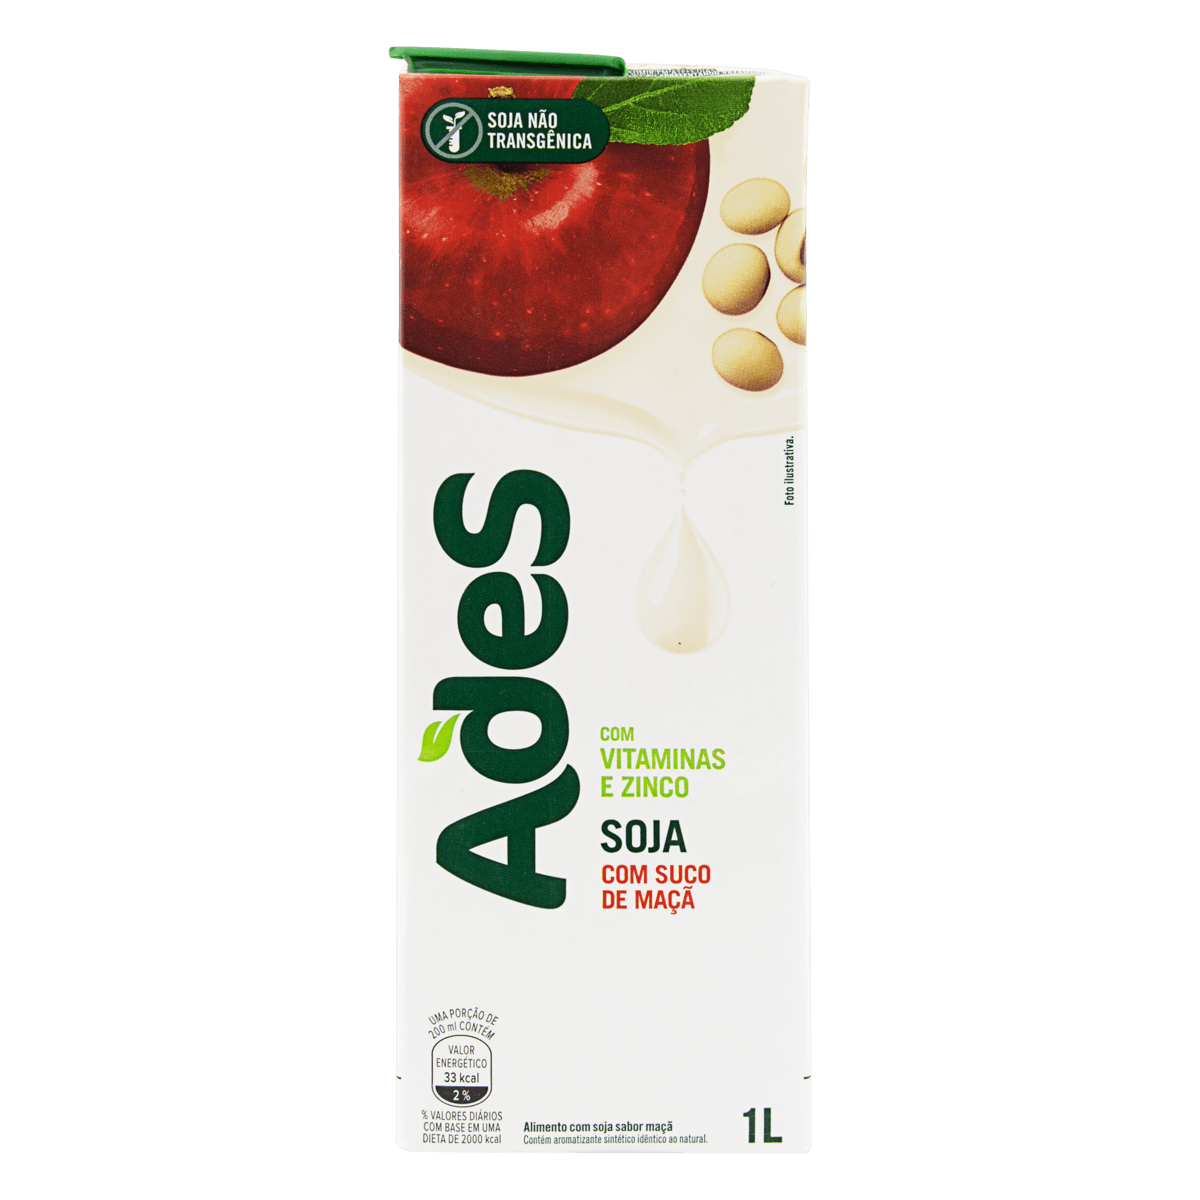 SOJA NÃO
TRANSGÊNICA
Foto ilustrativa.
AdeS
COM
VITAMINAS
E ZINCO
SOJA
COM SUCO
DE MAÇÃ
UMA PORÇÃO DE
200 ml CONTÉM
VALOR
ENERGÉTICO
33 kcal
2%
% VALORES DIÁRIOS
COM BASE EM UMA
DIETA DE 2000 kcal
Alimento com soja sabor maçã
Contém aromatizante sintético idêntico ao natural.
1L